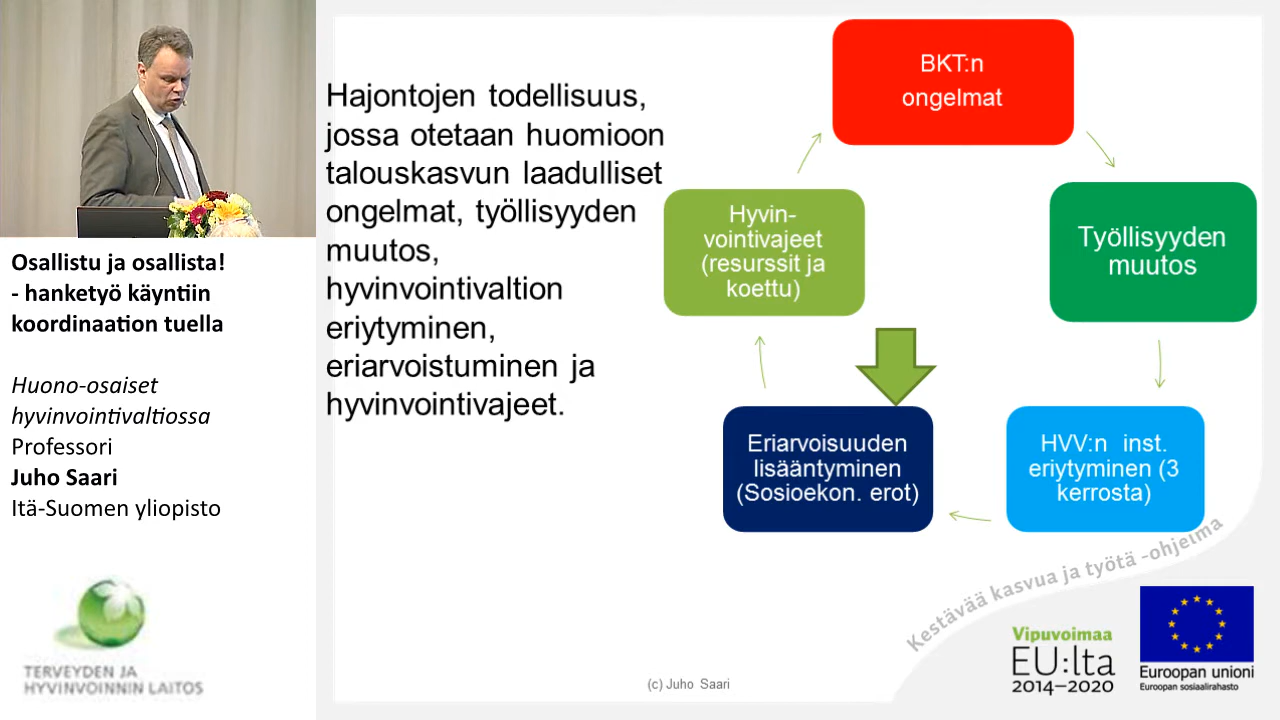 Osallistu ja osallista!
- hanketyö käyntiin
koordinaation tuella
Huono-osaiset
hyvinvointivaltiossa
Professori
Juho Saari
Itä-Suomen yliopisto
TERVEYDEN JA
HYVINVOINNIN LAITOS
Hajontojen todellisuus,
jossa otetaan huomioon
talouskasvun laadulliset
ongelmat, työllisyyden
muutos,
hyvinvointivaltion
eriytyminen,
eriarvoistuminen ja
hyvinvointivajeet.
BKT:n
ongelmat
Työllisyyden
muutos
HVV:n inst.
eriytyminen (3
kerrosta)
Eriarvoisuuden
lisääntyminen
(Sosioekon. erot)
Hyvin-
vointivajeet
(resurssit ja
koettu)
Kestävää kasvua ja työtä -ohjelma
Vipuvoimaa
EU:lta
2014–2020
Euroopan unioni
Euroopan sosiaalirahasto
(c) Juho Saari